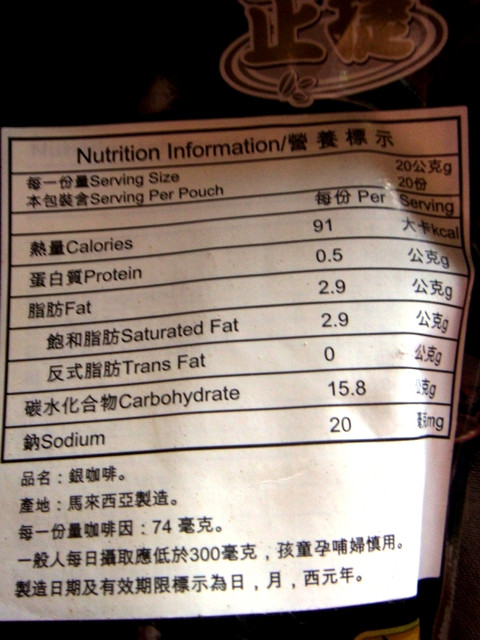 正捷
Nutrition Information/營養標示
每一份量Serving Size 20公克g
本包裝含Serving Per Pouch 20份
每份 Per Serving
熱量Calories 91 大卡kcal
蛋白質Protein 0.5 公克g
脂肪Fat 2.9 公克g
飽和脂肪Saturated Fat 2.9 公克g
反式脂肪Trans Fat 0 公克g
碳水化合物Carbohydrate 15.8 公克g
鈉Sodium 20 毫克mg
品名：銀咖啡。
產地：馬來西亞製造。
每一份量咖啡因：74 毫克。
一般人每日攝取應低於300毫克，孩童孕哺婦慎用。
製造日期及有效期限標示為日，月，西元年。